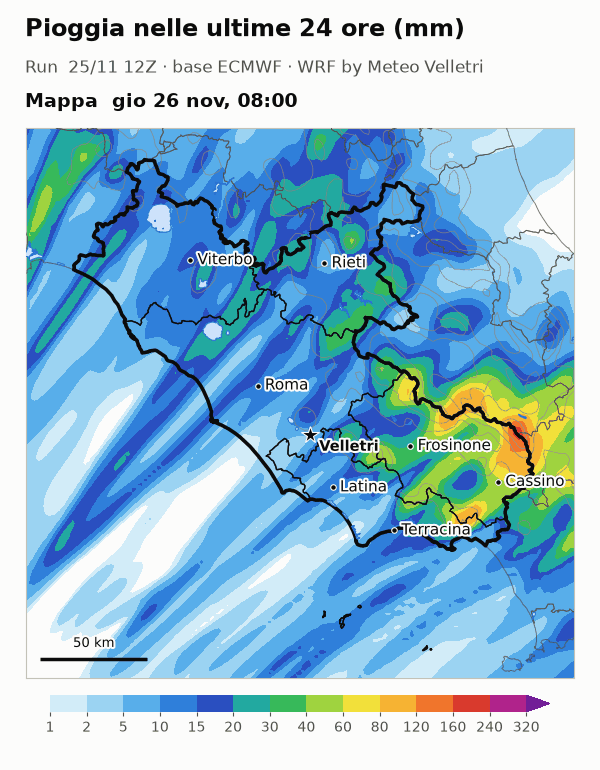 Pioggia nelle ultime 24 ore (mm)
Run  25/11 12Z · base ECMWF · WRF by Meteo Velletri
Mappa  gio 26 nov, 08:00
Viterbo
Rieti
Roma
Velletri
Frosinone
Latina
Cassino
Terracina
50 km
1 2 5 10 15 20 30 40 60 80 120 160 240 320